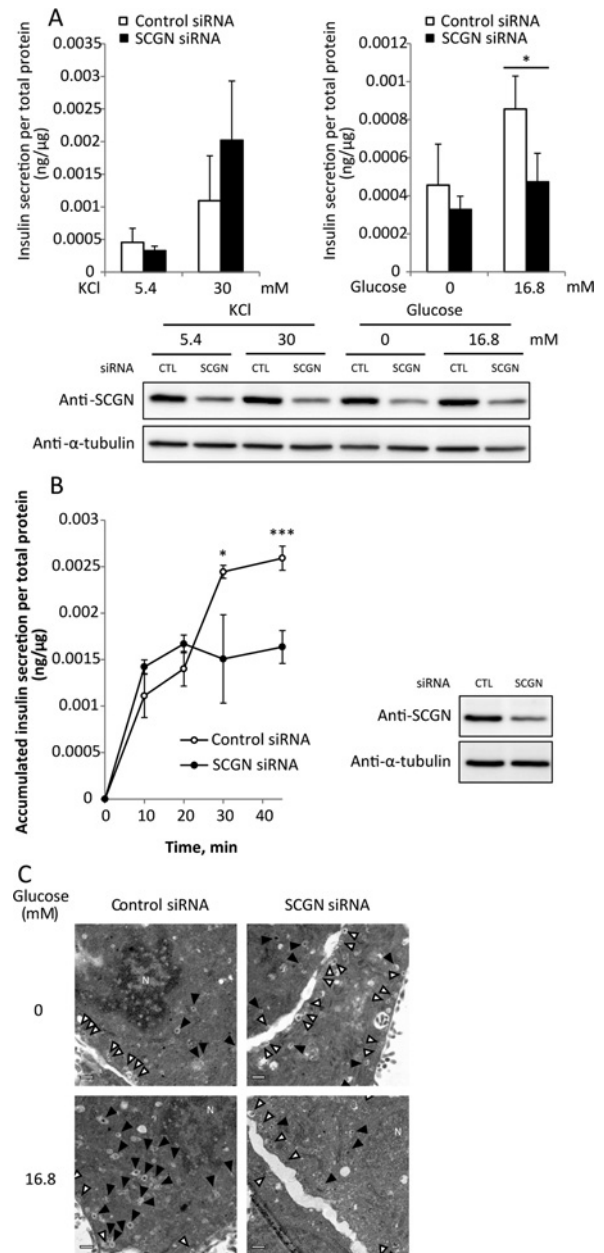 A
Control siRNA
SCGN siRNA
Insulin secretion per total protein
(ng/µg)
0.0035
0.003
0.0025
0.002
0.0015
0.001
0.0005
0
KCl
5.4
30
mM
Control siRNA
SCGN siRNA
Insulin secretion per total protein
(ng/µg)
0.0012
0.001
0.0008
0.0006
0.0004
0.0002
0
*
Glucose
0
16.8
mM
KCl Glucose
5.4 30 0 16.8 mM
siRNA CTL SCGN CTL SCGN CTL SCGN CTL SCGN
Anti-SCGN
Anti-α-tubulin
B
Accumulated insulin secretion per total protein
(ng/µg)
0.003
0.0025
0.002
0.0015
0.001
0.0005
0
* ***
Control siRNA
SCGN siRNA
0 10 20 30 40
Time, min
siRNA CTL SCGN
Anti-SCGN
Anti-α-tubulin
C
Glucose
(mM)
Control siRNA SCGN siRNA
0
N
16.8
N
N